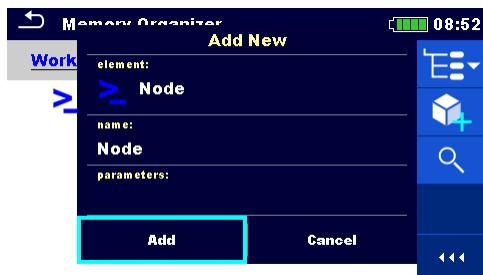 Memory Organizer
08:52
Add New
Work
element:
Node
name:
Node
parameters:
Add
Cancel